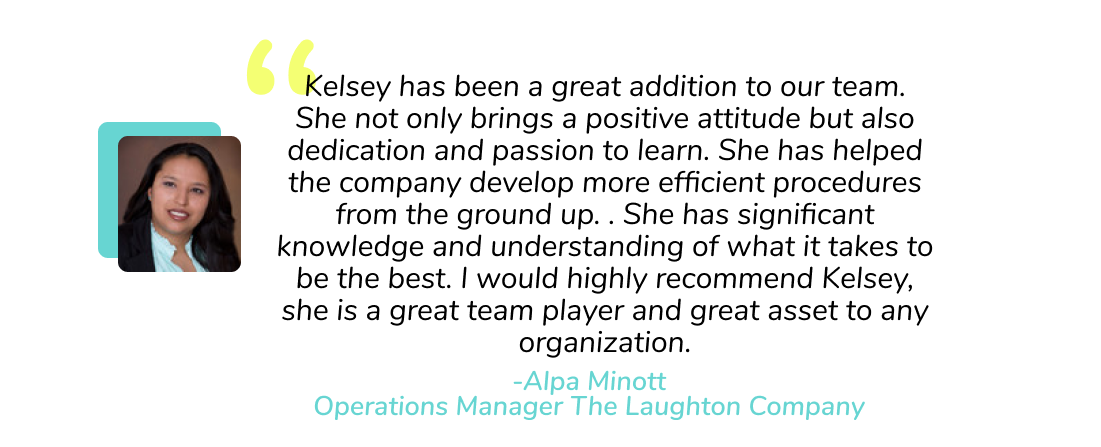 “
Kelsey has been a great addition to our team.
She not only brings a positive attitude but also
dedication and passion to learn. She has helped
the company develop more efficient procedures
from the ground up. . She has significant
knowledge and understanding of what it takes to
be the best. I would highly recommend Kelsey,
she is a great team player and great asset to any
organization.
-Alpa Minott
Operations Manager The Laughton Company